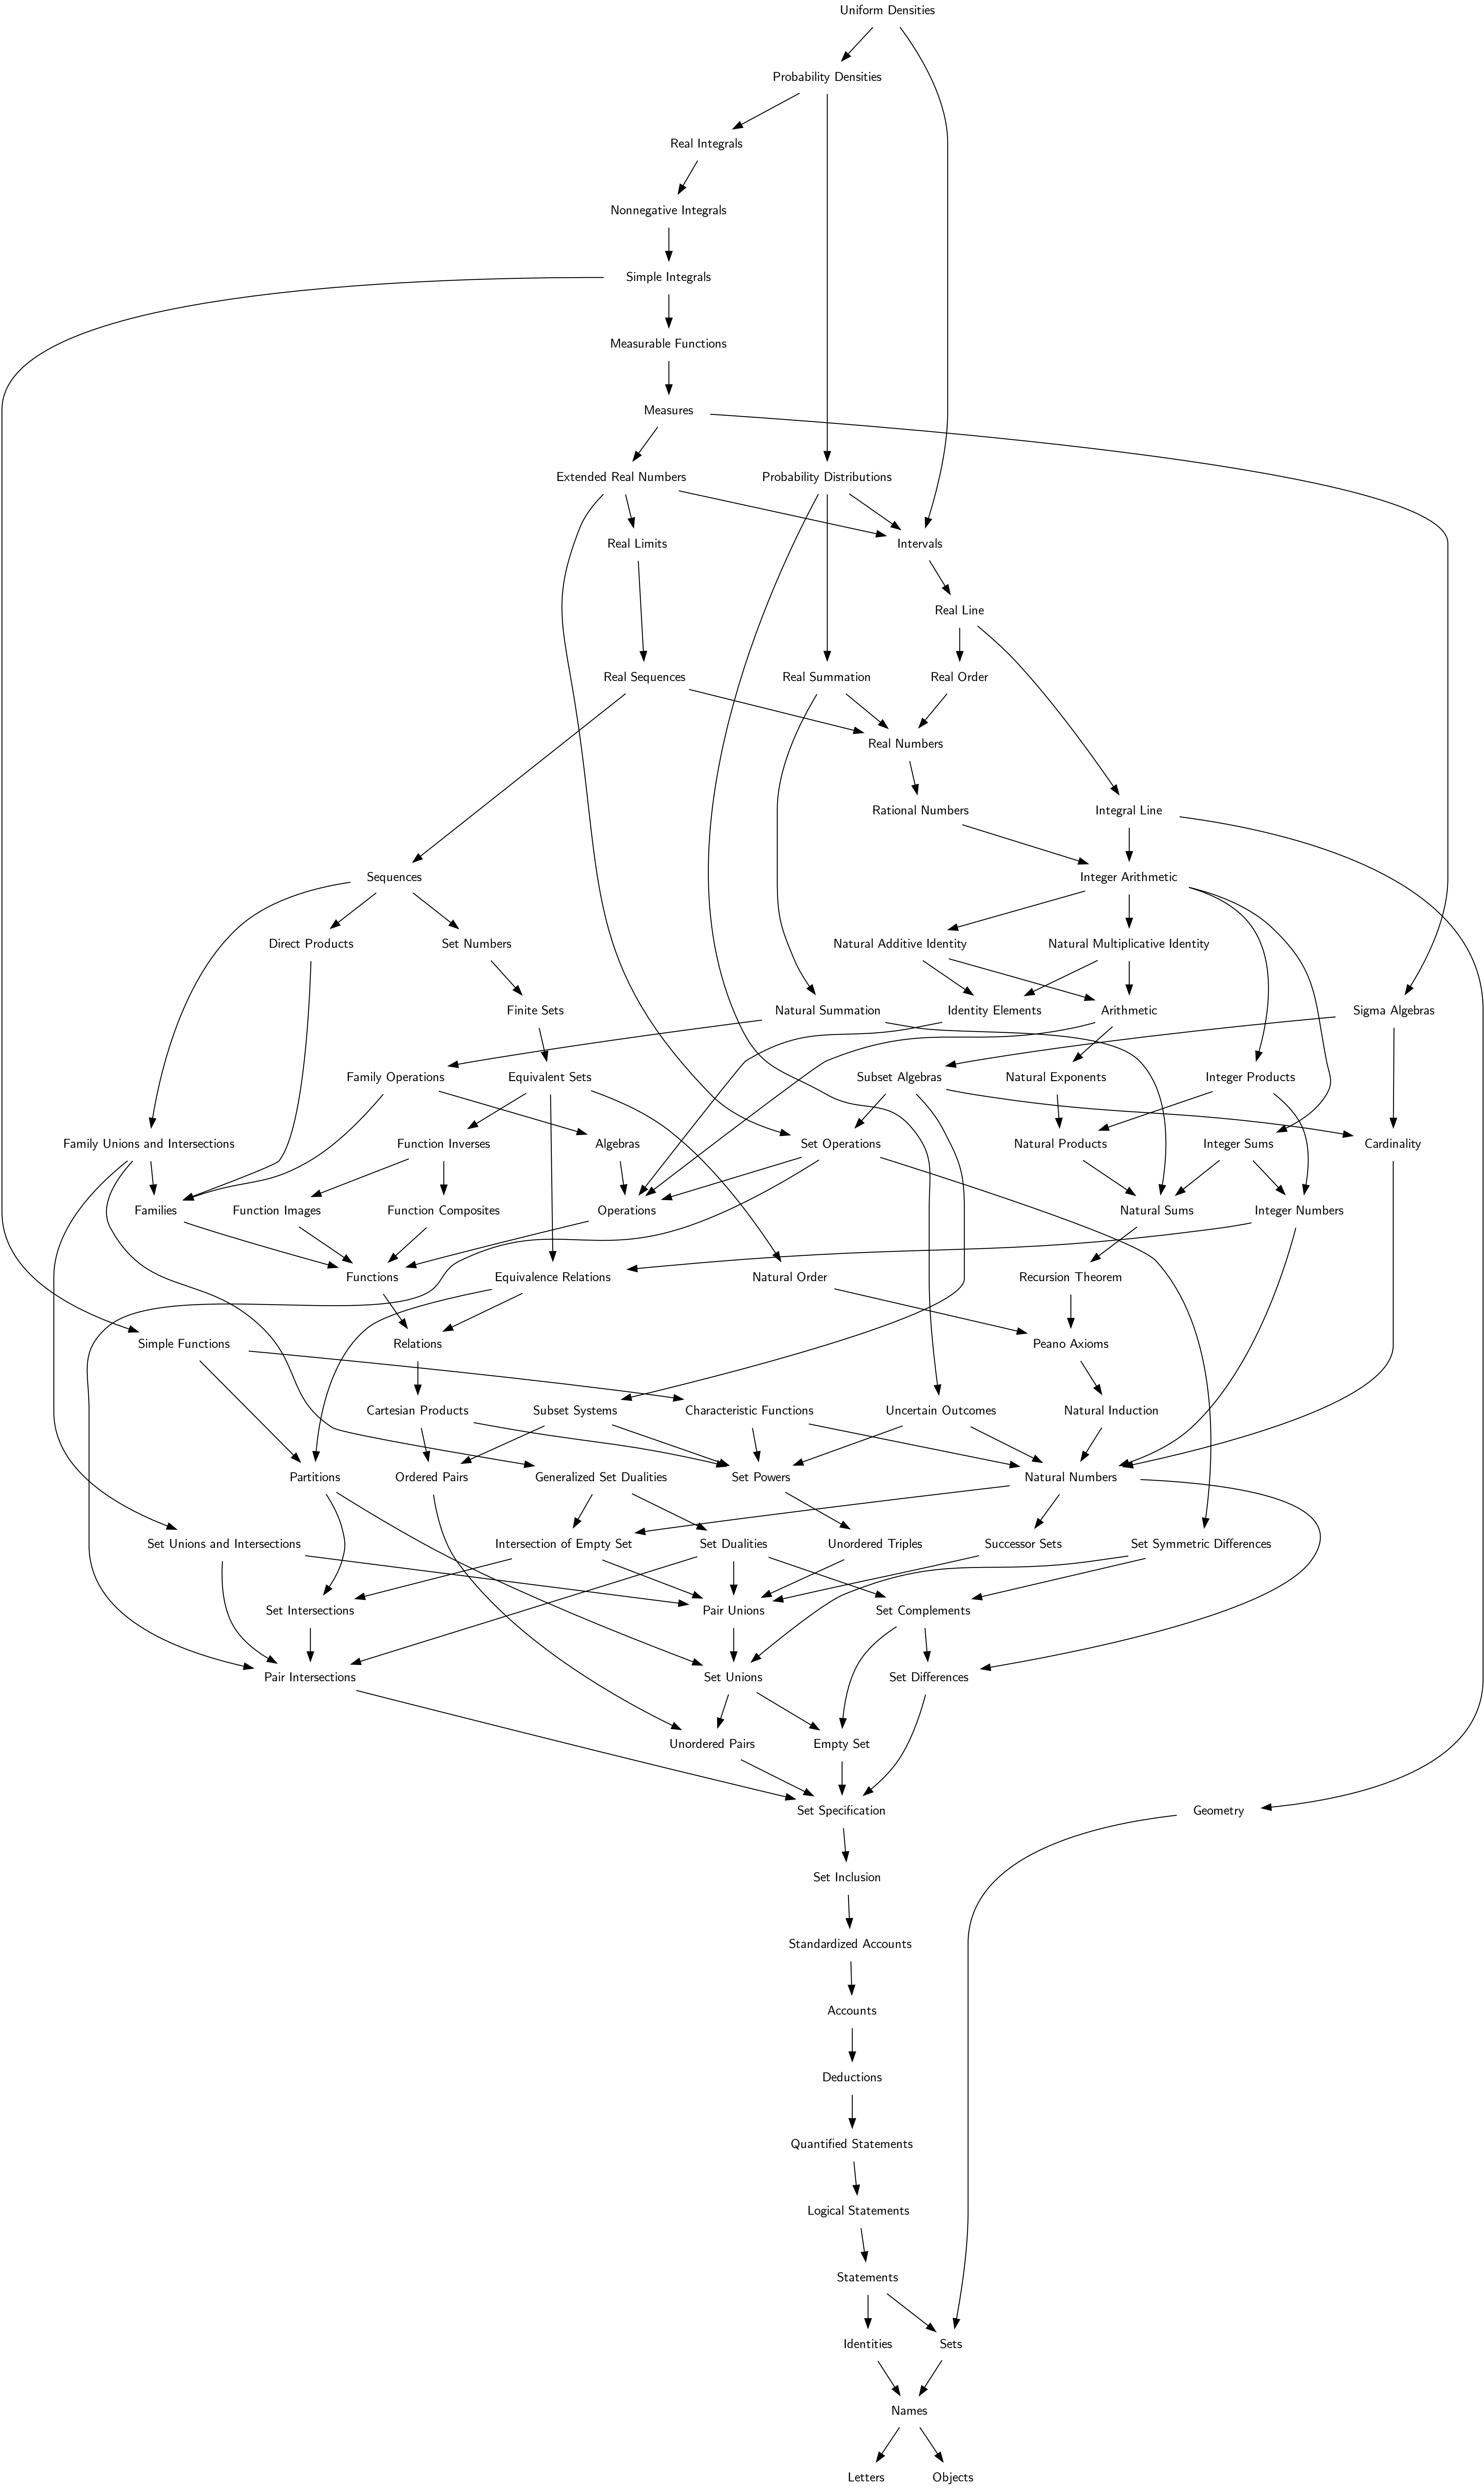 Uniform Densities
Probability Densities
Real Integrals
Nonnegative Integrals
Simple Integrals
Measurable Functions
Measures
Extended Real Numbers
Probability Distributions
Real Limits
Intervals
Real Line
Real Sequences
Real Summation
Real Order
Real Numbers
Rational Numbers
Integral Line
Sequences
Integer Arithmetic
Direct Products
Set Numbers
Natural Additive Identity
Natural Multiplicative Identity
Finite Sets
Natural Summation
Identity Elements
Arithmetic
Sigma Algebras
Family Operations
Equivalent Sets
Subset Algebras
Natural Exponents
Integer Products
Family Unions and Intersections
Function Inverses
Algebras
Set Operations
Natural Products
Integer Sums
Cardinality
Families
Function Images
Function Composites
Operations
Natural Sums
Integer Numbers
Functions
Equivalence Relations
Natural Order
Recursion Theorem
Simple Functions
Relations
Peano Axioms
Cartesian Products
Subset Systems
Characteristic Functions
Uncertain Outcomes
Natural Induction
Partitions
Ordered Pairs
Generalized Set Dualities
Set Powers
Natural Numbers
Set Unions and Intersections
Intersection of Empty Set
Set Dualities
Unordered Triples
Successor Sets
Set Symmetric Differences
Set Intersections
Pair Unions
Set Complements
Pair Intersections
Set Unions
Set Differences
Unordered Pairs
Empty Set
Set Specification
Geometry
Set Inclusion
Standardized Accounts
Accounts
Deductions
Quantified Statements
Logical Statements
Statements
Identities
Sets
Names
Letters
Objects